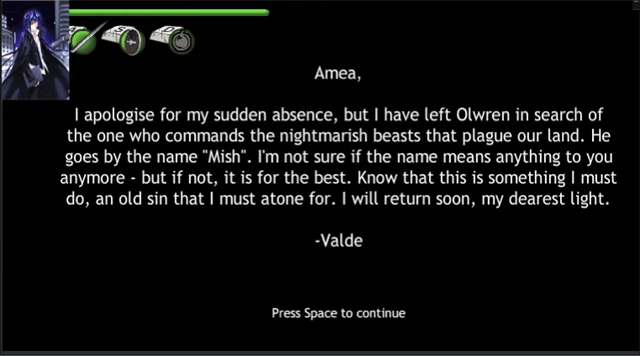 Amea,
I apologise for my sudden absence, but I have left Olwren in search of
the one who commands the nightmarish beasts that plague our land. He
goes by the name "Mish". I'm not sure if the name means anything to you
anymore - but if not, it is for the best. Know that this is something I must
do, an old sin that I must atone for. I will return soon, my dearest light.
-Valde
Press Space to continue